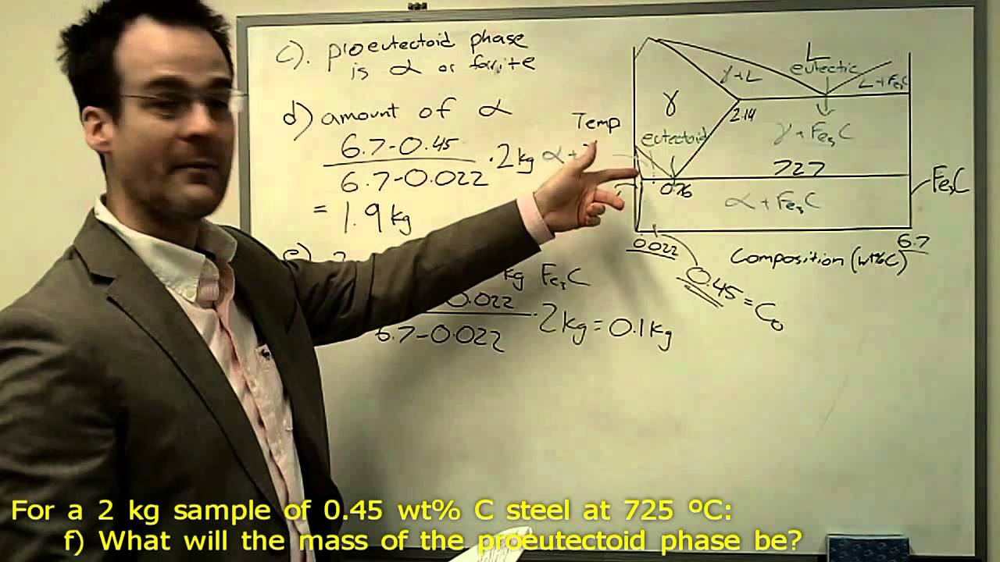 c). proeutectoid phase
is α or farrite
d) amount of α
6.7-0.45
6.7-0.022
·2kg
= 1.9 kg
e)
kg Fe₃C
0.022
6.7-0.022
·2kg=0.1kg
Temp
α+
γ
γ+L
L
eutectic
L+Fe₃C
2.14
eutectoid
γ+Fe₃C
727
0.76
α+Fe₃C
Fe₃C
0.022
Composition (wt%C)
6.7
0.45=C₀
For a 2 kg sample of 0.45 wt% C steel at 725 ºC:
f) What will the mass of the proeutectoid phase be?